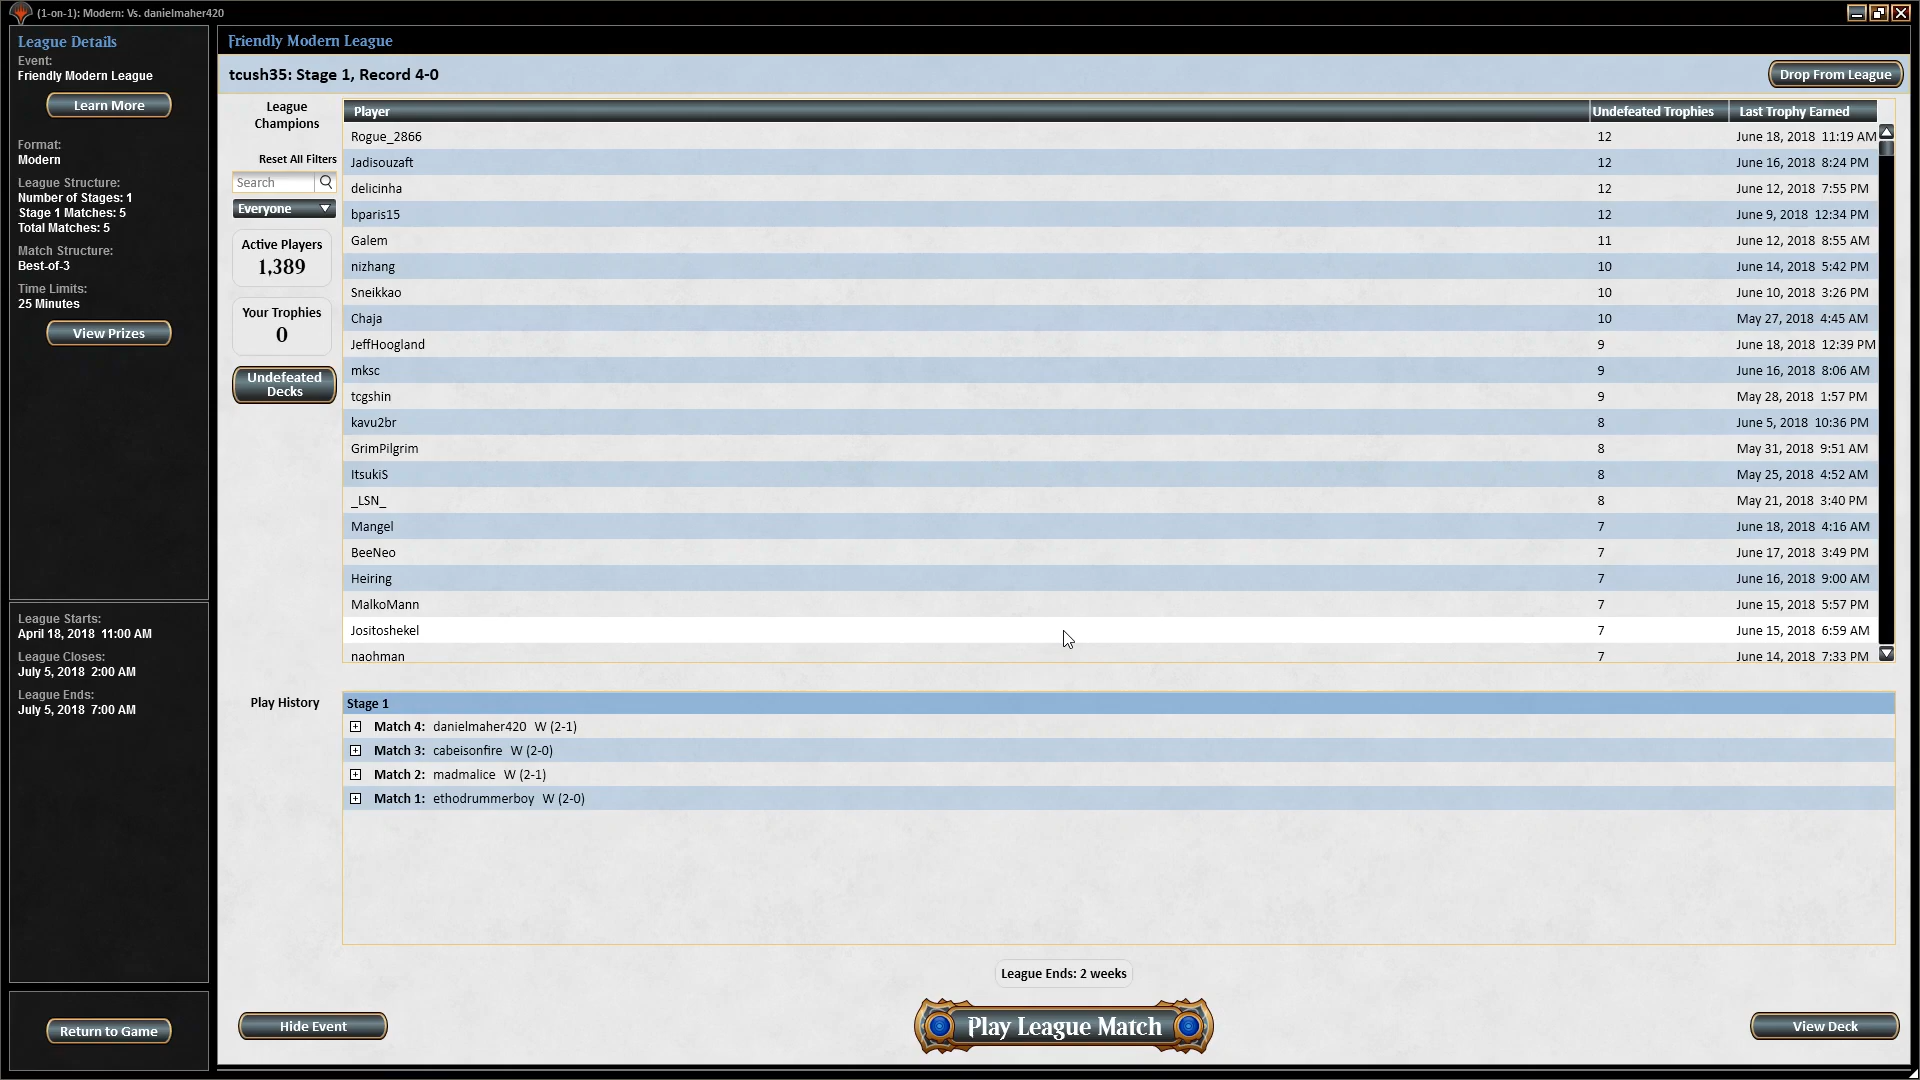 (1-on-1): Modern: Vs. danielmaher420
League Details
Event:
Friendly Modern League
Learn More
Format:
Modern
League Structure:
Number of Stages: 1
Stage 1 Matches: 5
Total Matches: 5
Match Structure:
Best-of-3
Time Limits:
25 Minutes
View Prizes
League Starts:
April 18, 2018 11:00 AM
League Closes:
July 5, 2018 2:00 AM
League Ends:
July 5, 2018 7:00 AM
Return to Game
Friendly Modern League
tcush35: Stage 1, Record 4-0
Drop From League
League
Champions
Reset All Filters
Search
Everyone
Active Players
1,389
Your Trophies
0
Undefeated
Decks
Player Undefeated Trophies Last Trophy Earned
Rogue_2866 12 June 18, 2018 11:19 AM
Jadisouzaft 12 June 16, 2018 8:24 PM
delicinha 12 June 12, 2018 7:55 PM
bparis15 12 June 9, 2018 12:34 PM
Galem 11 June 12, 2018 8:55 AM
nizhang 10 June 14, 2018 5:42 PM
Sneikkao 10 June 10, 2018 3:26 PM
Chaja 10 May 27, 2018 4:45 AM
JeffHoogland 9 June 18, 2018 12:39 PM
mksc 9 June 16, 2018 8:06 AM
tcgshin 9 May 28, 2018 1:57 PM
kavu2br 8 June 5, 2018 10:36 PM
GrimPilgrim 8 May 31, 2018 9:51 AM
ItsukiS 8 May 25, 2018 4:52 AM
_LSN_ 8 May 21, 2018 3:40 PM
Mangel 7 June 18, 2018 4:16 AM
BeeNeo 7 June 17, 2018 3:49 PM
Heiring 7 June 16, 2018 9:00 AM
MalkoMann 7 June 15, 2018 5:57 PM
Jositoshekel 7 June 15, 2018 6:59 AM
naohman 7 June 14, 2018 7:33 PM
Play History
Stage 1
Match 4: danielmaher420 W (2-1)
Match 3: cabeisonfire W (2-0)
Match 2: madmalice W (2-1)
Match 1: ethodrummerboy W (2-0)
League Ends: 2 weeks
Hide Event
Play League Match
View Deck